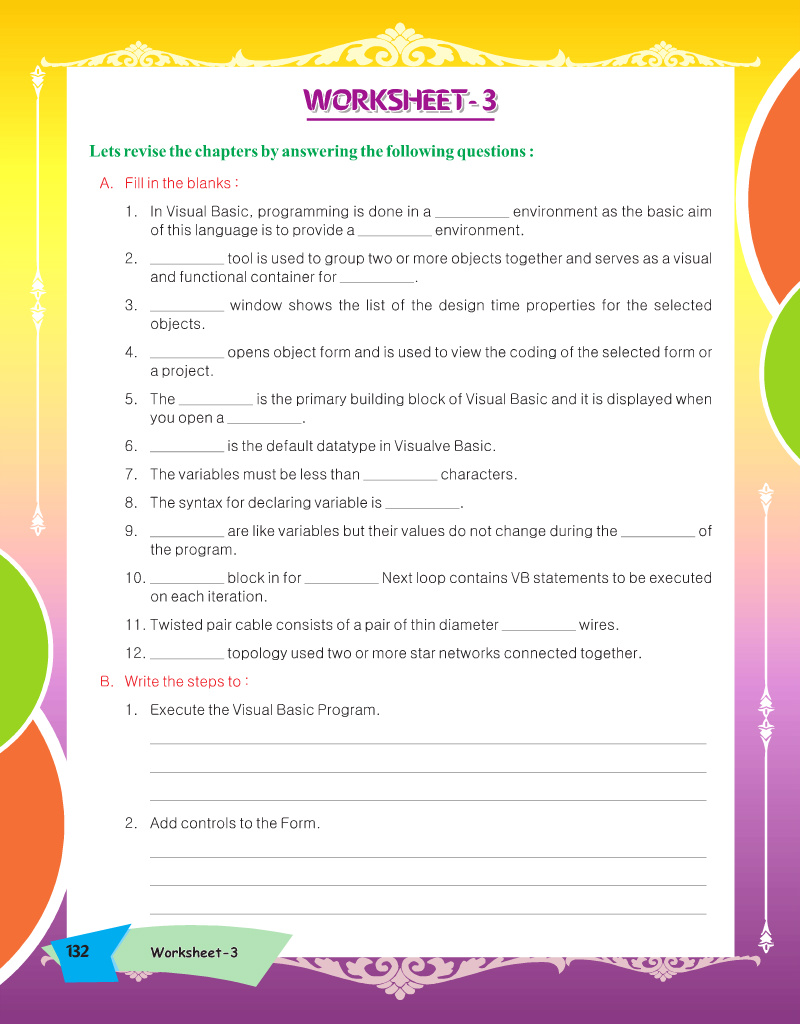 WORKSHEET- 3
Lets revise the chapters by answering the following questions :
A. Fill in the blanks :
1. In Visual Basic, programming is done in a __________ environment as the basic aim
of this language is to provide a __________ environment.
2. __________ tool is used to group two or more objects together and serves as a visual
and functional container for __________.
3. __________ window shows the list of the design time properties for the selected
objects.
4. __________ opens object form and is used to view the coding of the selected form or
a project.
5. The __________ is the primary building block of Visual Basic and it is displayed when
you open a __________.
6. __________ is the default datatype in Visualve Basic.
7. The variables must be less than __________ characters.
8. The syntax for declaring variable is __________.
9. __________ are like variables but their values do not change during the __________ of
the program.
10. __________ block in for __________ Next loop contains VB statements to be executed
on each iteration.
11. Twisted pair cable consists of a pair of thin diameter __________ wires.
12. __________ topology used two or more star networks connected together.
B. Write the steps to :
1. Execute the Visual Basic Program.
2. Add controls to the Form.
132 Worksheet-3